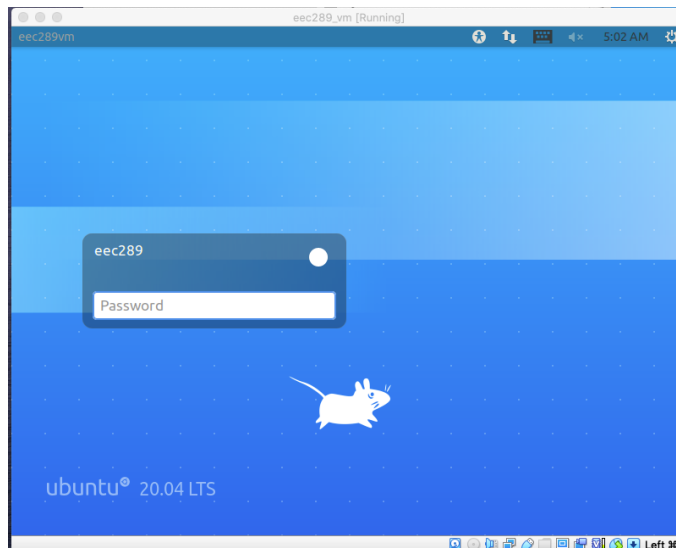 eec289_vm [Running]
eec289vm 5:02 AM
eec289
Password
ubuntu® 20.04 LTS
Left ⌘